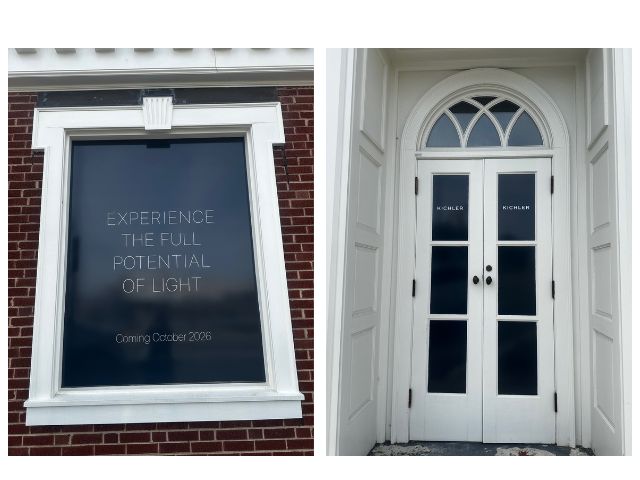 EXPERIENCE
THE FULL
POTENTIAL
OF LIGHT
Coming October 2026
KICHLER
KICHLER